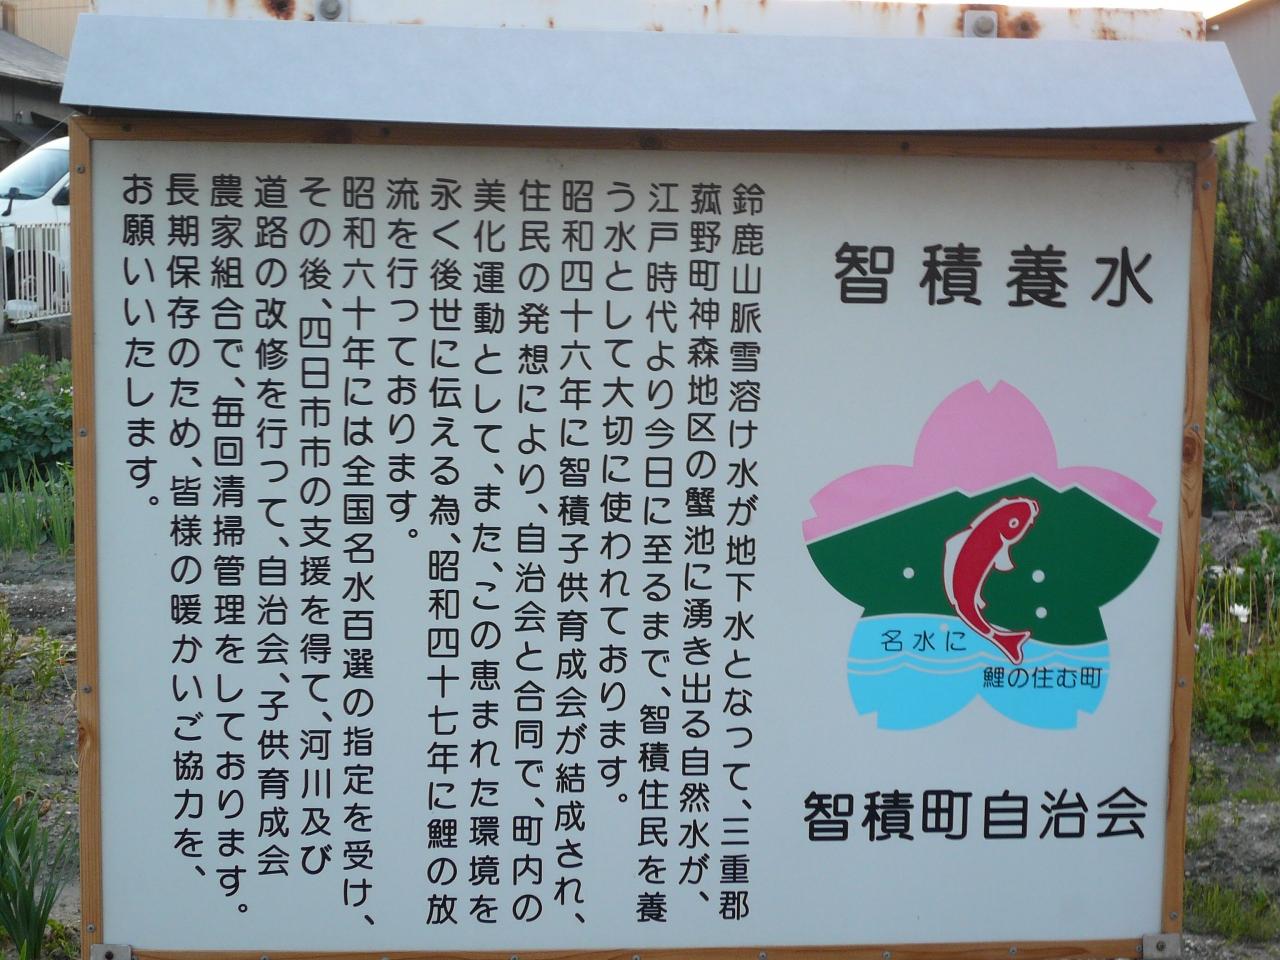 智積養水
名水に
鯉の住む町
智積町自治会
鈴鹿山脈雪溶け水が地下水となって、三重郡
菰野町神森地区の蟹池に湧き出る自然水が、
江戸時代より今日に至るまで、智積住民を養
う水として大切に使われております。
昭和四十六年に智積子供育成会が結成され、
住民の発想により、自治会と合同で、町内の
美化運動として、また、この恵まれた環境を
永く後世に伝える為、昭和四十七年に鯉の放
流を行っております。
昭和六十年には全国名水百選の指定を受け、
その後、四日市市の支援を得て、河川及び
道路の改修を行つて、自治会、子供育成会
農家組合で、毎回清掃管理をしております。
長期保存のため、皆様の暖かいご協力を、
お願いいたします。